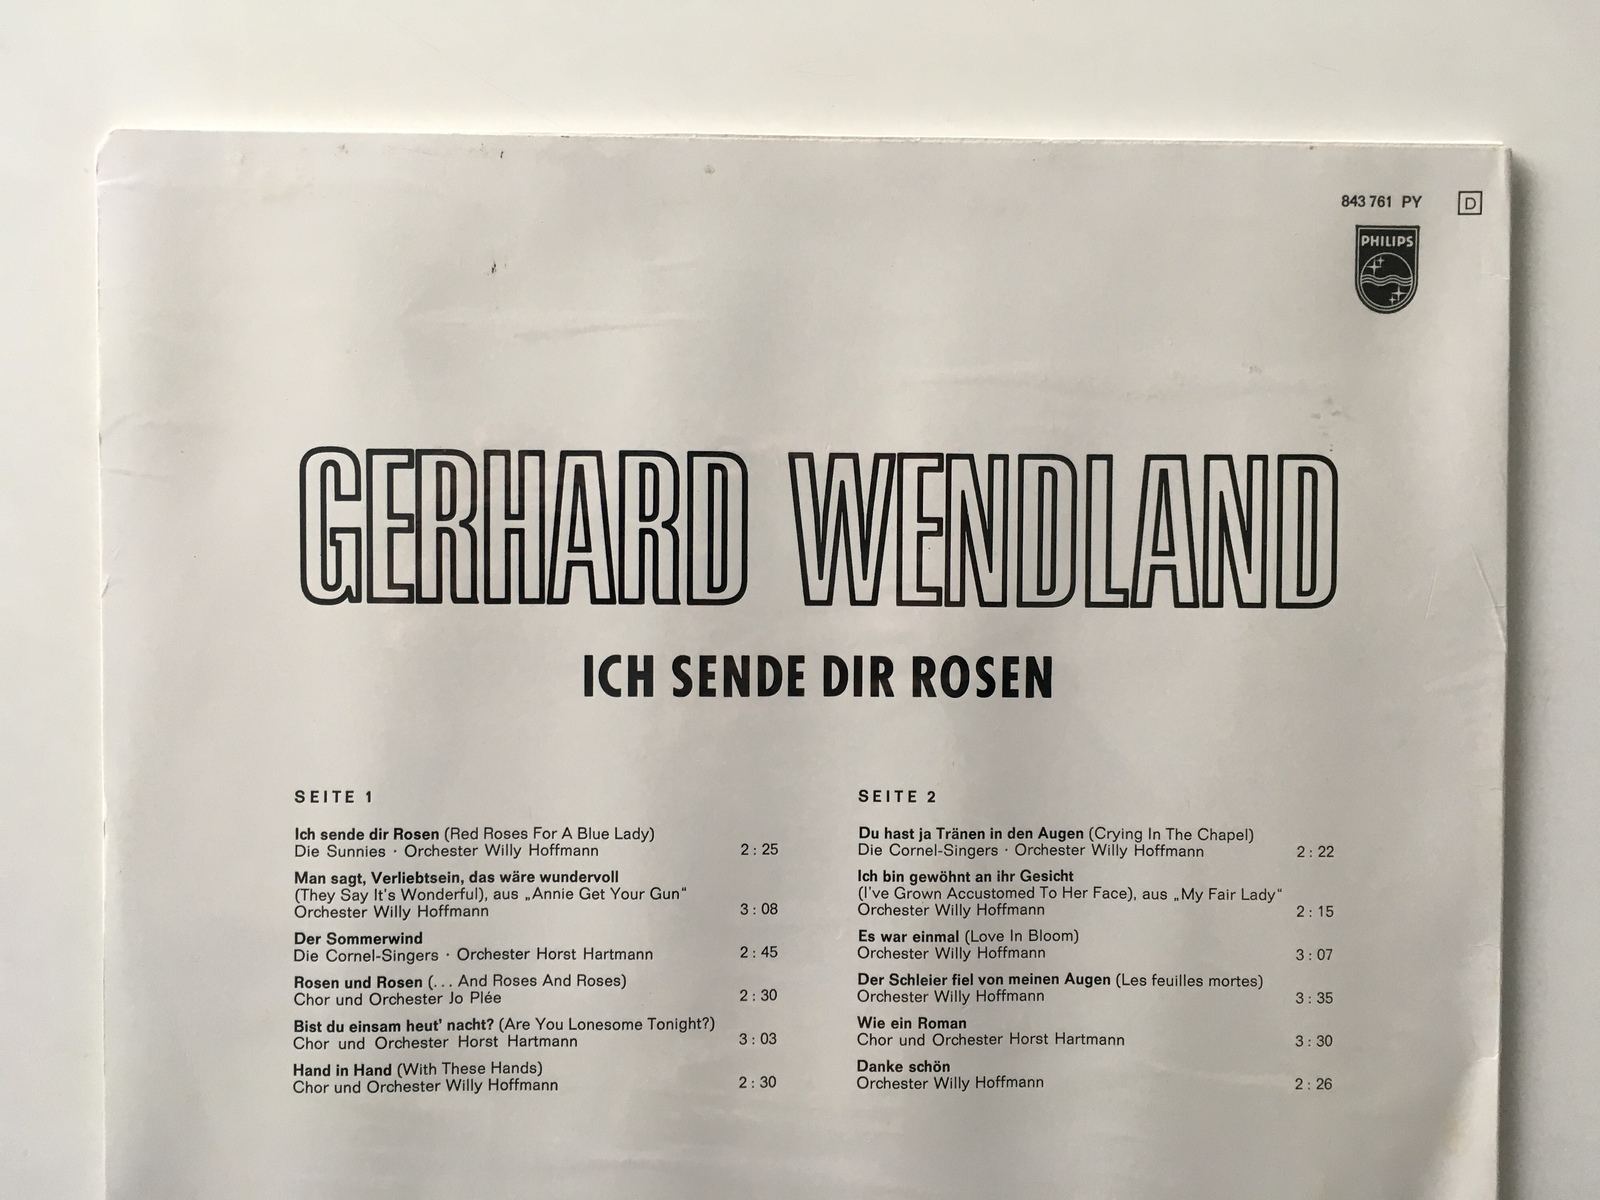 843 761 PY D
PHILIPS
GERHARD WENDLAND
ICH SENDE DIR ROSEN
SEITE 1
Ich sende dir Rosen (Red Roses For A Blue Lady)
Die Sunnies · Orchester Willy Hoffmann 2 : 25
Man sagt, Verliebtsein, das wäre wundervoll
(They Say It's Wonderful), aus „Annie Get Your Gun“
Orchester Willy Hoffmann 3 : 08
Der Sommerwind
Die Cornel-Singers · Orchester Horst Hartmann 2 : 45
Rosen und Rosen (. . . And Roses And Roses)
Chor und Orchester Jo Plée 2 : 30
Bist du einsam heut' nacht? (Are You Lonesome Tonight?)
Chor und Orchester Horst Hartmann 3 : 03
Hand in Hand (With These Hands)
Chor und Orchester Willy Hoffmann 2 : 30
SEITE 2
Du hast ja Tränen in den Augen (Crying In The Chapel)
Die Cornel-Singers · Orchester Willy Hoffmann 2 : 22
Ich bin gewöhnt an ihr Gesicht
(I've Grown Accustomed To Her Face), aus „My Fair Lady“
Orchester Willy Hoffmann 2 : 15
Es war einmal (Love In Bloom)
Orchester Willy Hoffmann 3 : 07
Der Schleier fiel von meinen Augen (Les feuilles mortes)
Orchester Willy Hoffmann 3 : 35
Wie ein Roman
Chor und Orchester Horst Hartmann 3 : 30
Danke schön
Orchester Willy Hoffmann 2 : 26